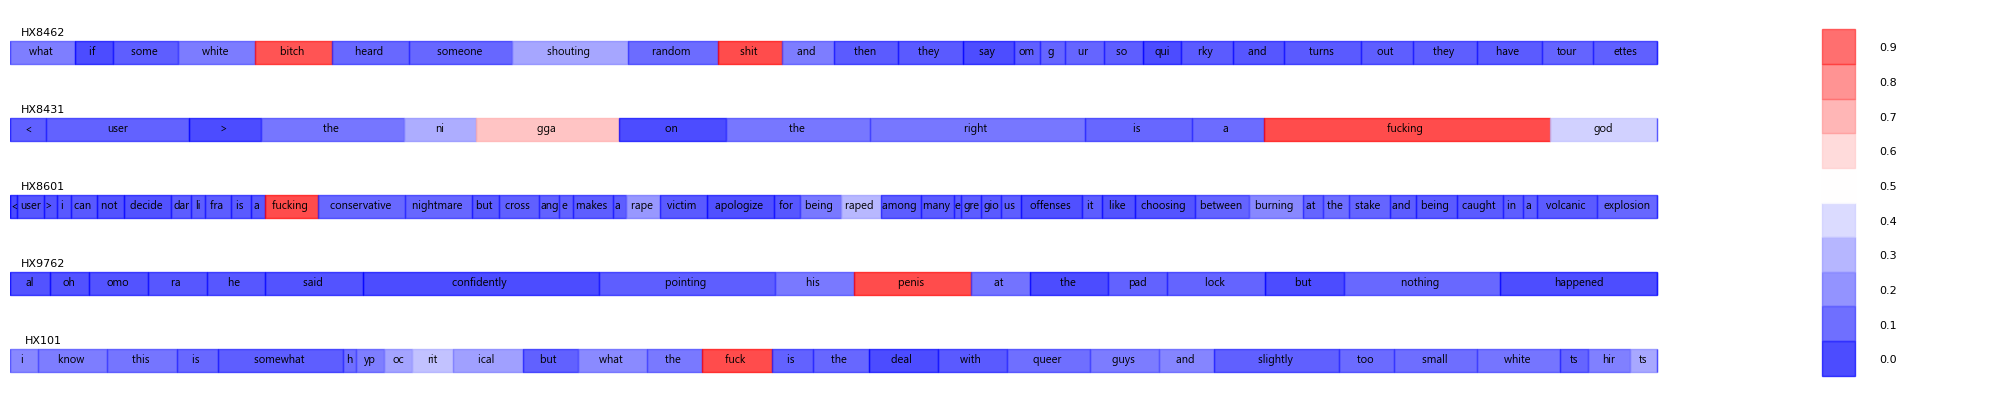 HX8462
what if some white bitch heard someone shouting random shit and then they say om g ur so qui rky and turns out they have tour ettes
HX8431
< user > the ni gga on the right is a fucking god
HX8601
< user > i can not decide dar li fra is a fucking conservative nightmare but cross ang e makes a rape victim apologize for being raped among many e gre gio us offenses it like choosing between burning at the stake and being caught in a volcanic explosion
HX9762
al oh omo ra he said confidently pointing his penis at the pad lock but nothing happened
HX101
i know this is somewhat h yp oc rit ical but what the fuck is the deal with queer guys and slightly too small white ts hir ts
0.9
0.8
0.7
0.6
0.5
0.4
0.3
0.2
0.1
0.0